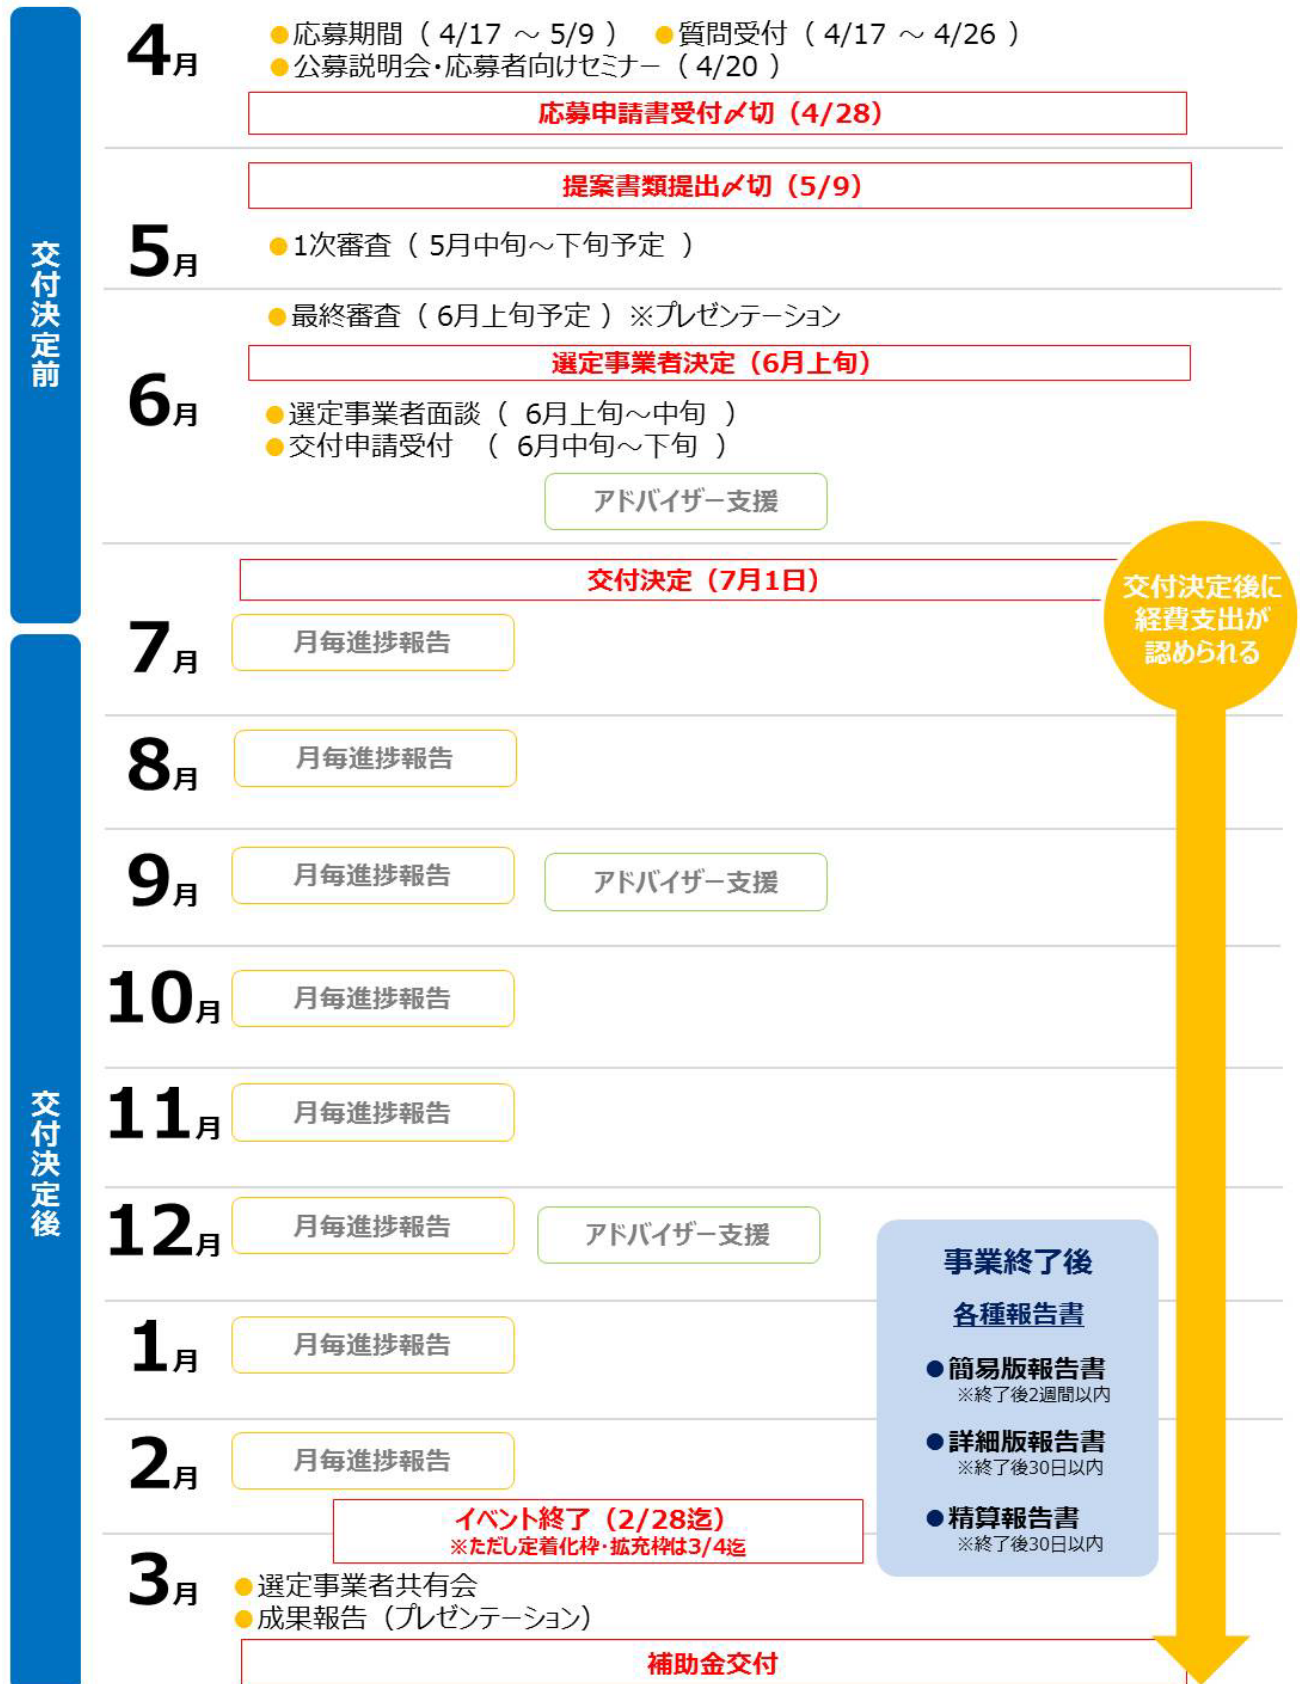 交付決定前
4月
●応募期間（ 4/17 ～ 5/9 ） ●質問受付（ 4/17 ～ 4/26 ）
●公募説明会・応募者向けセミナー（ 4/20 ）
応募申請書受付〆切（4/28）
提案書類提出〆切（5/9）
5月
●1次審査（ 5月中旬～下旬予定 ）
●最終審査（ 6月上旬予定 ）※プレゼンテーション
選定事業者決定（6月上旬）
6月
●選定事業者面談（ 6月上旬～中旬 ）
●交付申請受付 （ 6月中旬～下旬 ）
アドバイザー支援
交付決定（7月1日）
交付決定後に
経費支出が
認められる
交付決定後
7月
月毎進捗報告
8月
月毎進捗報告
9月
月毎進捗報告
アドバイザー支援
10月
月毎進捗報告
11月
月毎進捗報告
12月
月毎進捗報告
アドバイザー支援
1月
月毎進捗報告
2月
月毎進捗報告
イベント終了（2/28迄）
※ただし定着化枠・拡充枠は3/4迄
事業終了後
各種報告書
●簡易版報告書
※終了後2週間以内
●詳細版報告書
※終了後30日以内
●精算報告書
※終了後30日以内
3月
●選定事業者共有会
●成果報告（プレゼンテーション）
補助金交付